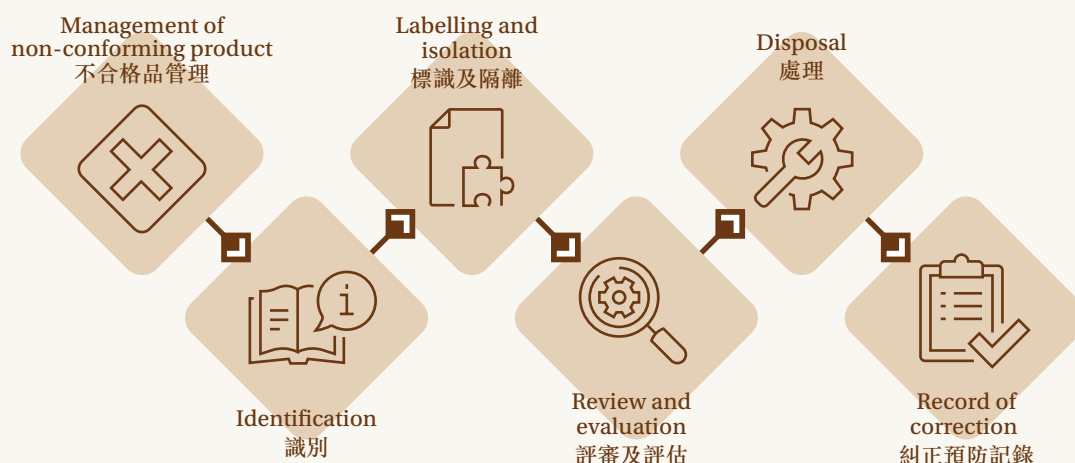 Management of
non-conforming product
不合格品管理
Identification
識別
Labelling and
isolation
標識及隔離
Review and
evaluation
評審及評估
Disposal
處理
Record of
correction
糾正預防記錄